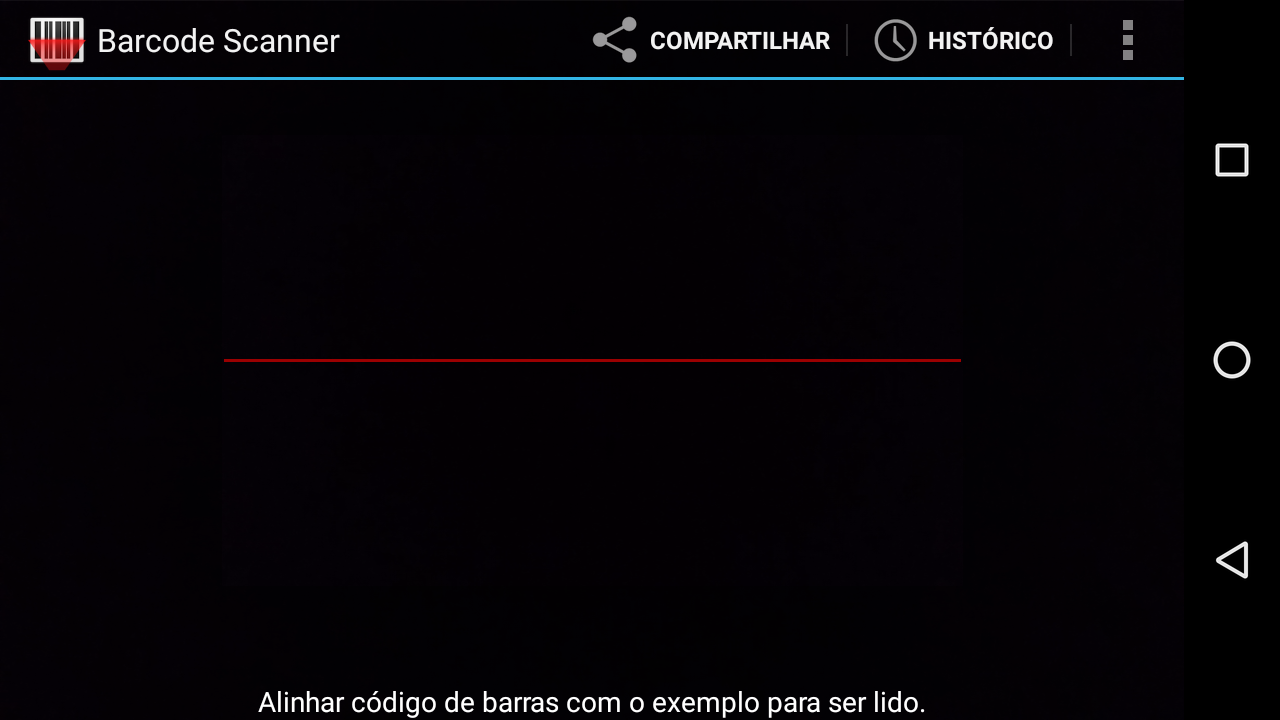 Barcode Scanner
COMPARTILHAR
HISTÓRICO
Alinhar código de barras com o exemplo para ser lido.